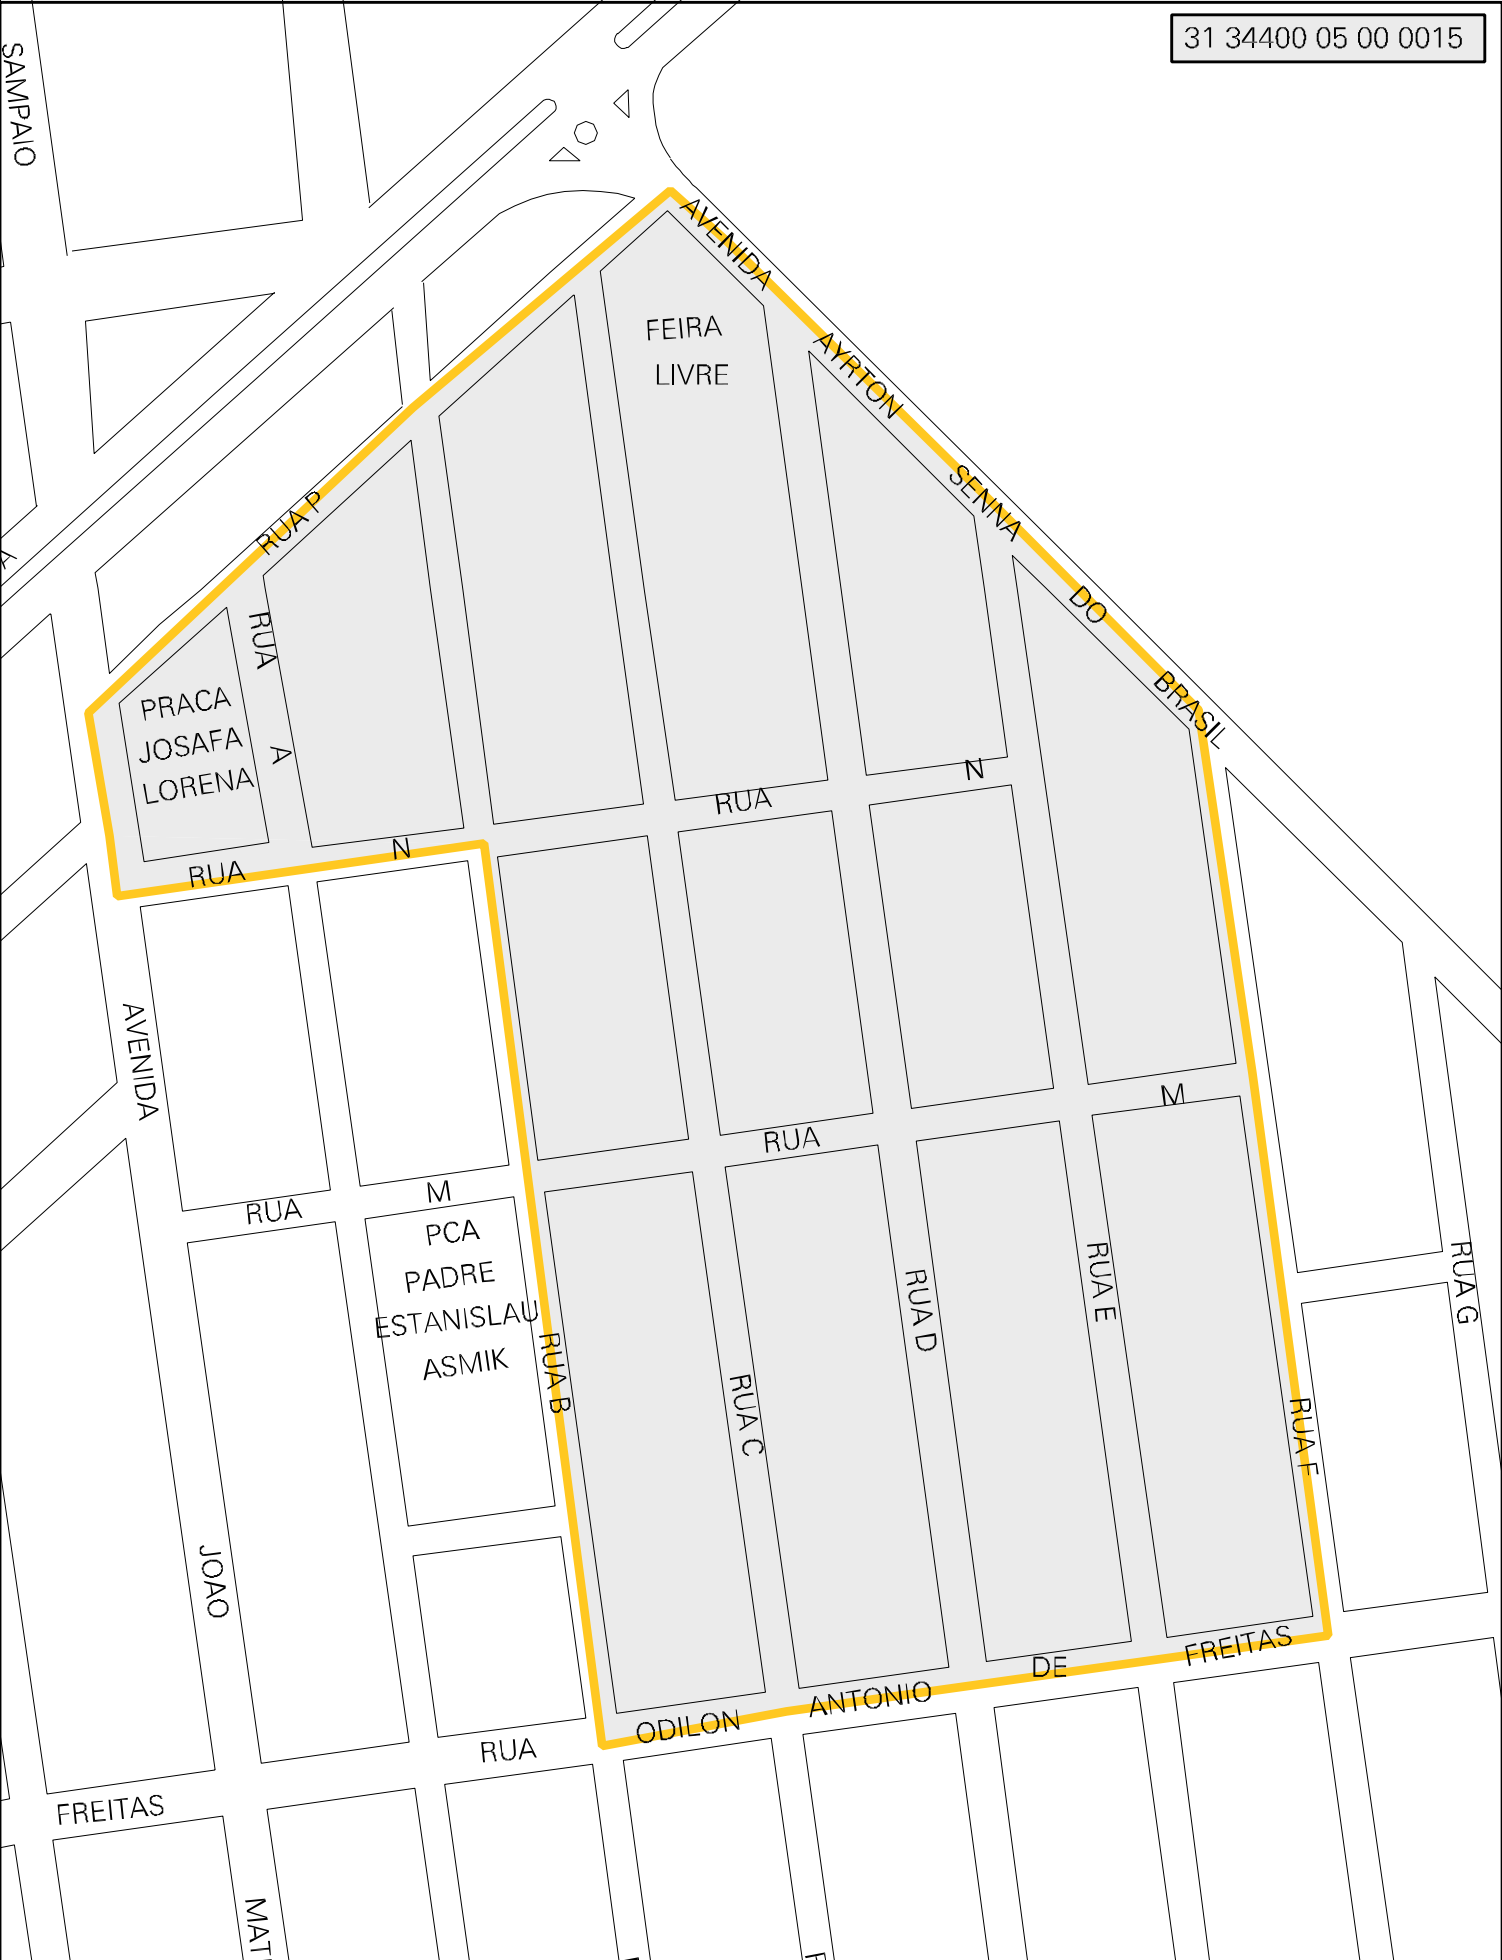 31 34400 05 00 0015
SAMPAIO
AVENIDA
AYRTON
SENNA
DO
BRASIL
FEIRA
LIVRE
RUA P
A
RUA
A
PRACA
JOSAFA
LORENA
RUA
N
RUA
N
AVENIDA
JOAO
RUA
M
RUA
M
PCA
PADRE
ESTANISLAU
ASMIK
RUA B
RUA C
RUA D
RUA E
RUA F
RUA G
FREITAS
RUA
ODILON
ANTONIO
DE
FREITAS
MAT